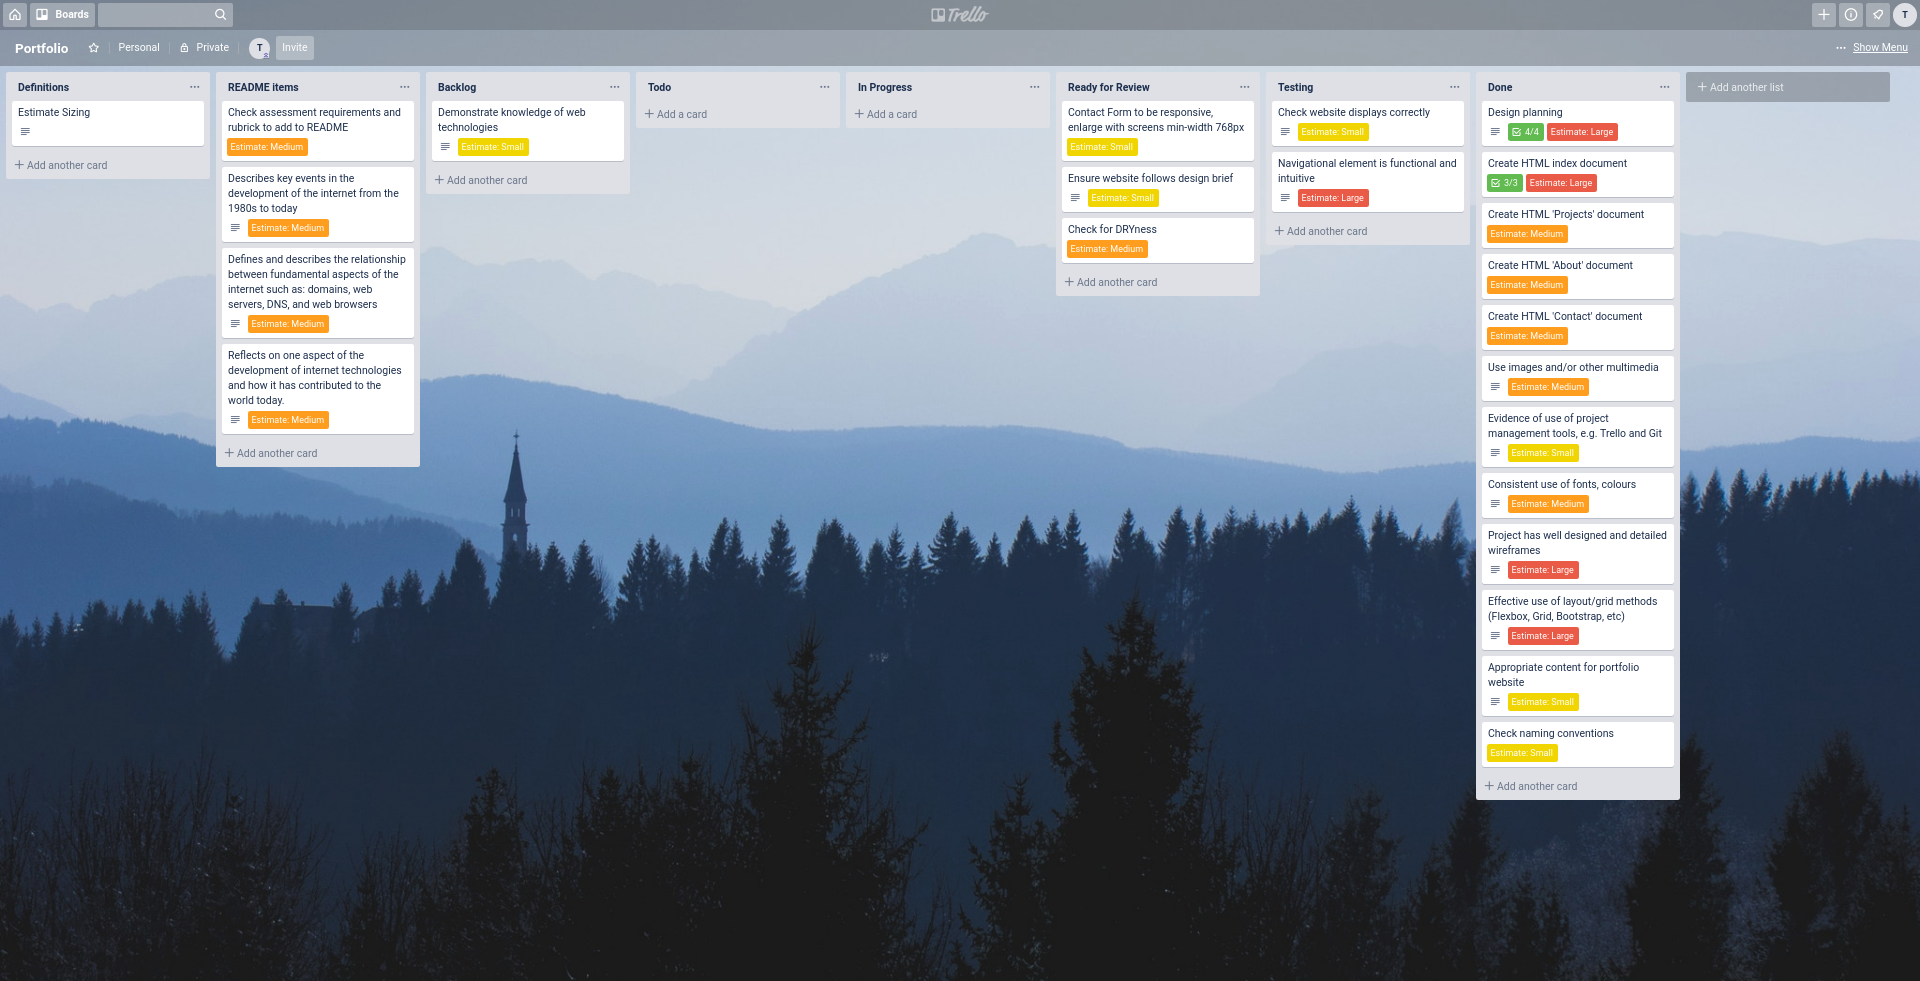 Boards
Trello
T
Portfolio
Personal
Private
T
Invite
Show Menu
Definitions
Estimate Sizing
Add another card
README items
Check assessment requirements and
rubrick to add to README
Estimate: Medium
Describes key events in the
development of the internet from the
1980s to today
Estimate: Medium
Defines and describes the relationship
between fundamental aspects of the
internet such as: domains, web
servers, DNS, and web browsers
Estimate: Medium
Reflects on one aspect of the
development of internet technologies
and how it has contributed to the
world today.
Estimate: Medium
Add another card
Backlog
Demonstrate knowledge of web
technologies
Estimate: Small
Add another card
Todo
Add a card
In Progress
Add a card
Ready for Review
Contact Form to be responsive,
enlarge with screens min-width 768px
Estimate: Small
Ensure website follows design brief
Estimate: Small
Check for DRYness
Estimate: Medium
Add another card
Testing
Check website displays correctly
Estimate: Small
Navigational element is functional and
intuitive
Estimate: Large
Add another card
Done
Design planning
4/4 Estimate: Large
Create HTML index document
3/3 Estimate: Large
Create HTML 'Projects' document
Estimate: Medium
Create HTML 'About' document
Estimate: Medium
Create HTML 'Contact' document
Estimate: Medium
Use images and/or other multimedia
Estimate: Medium
Evidence of use of project
management tools, e.g. Trello and Git
Estimate: Small
Consistent use of fonts, colours
Estimate: Medium
Project has well designed and detailed
wireframes
Estimate: Large
Effective use of layout/grid methods
(Flexbox, Grid, Bootstrap, etc)
Estimate: Large
Appropriate content for portfolio
website
Estimate: Small
Check naming conventions
Estimate: Small
Add another card
Add another list